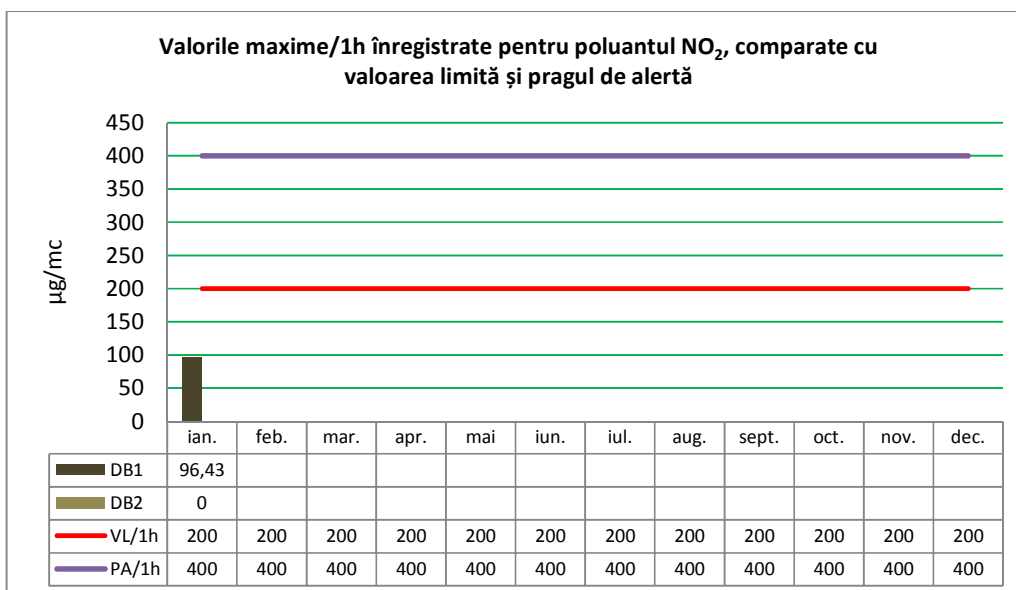 Valorile maxime/1h înregistrate pentru poluantul NO₂, comparate cu
valoarea limită și pragul de alertă
450
400
350
300
250
200
150
100
50
0
µg/mc
ian. feb. mar. apr. mai iun. iul. aug. sept. oct. nov. dec.
DB1 96,43
DB2 0
VL/1h 200 200 200 200 200 200 200 200 200 200 200 200
PA/1h 400 400 400 400 400 400 400 400 400 400 400 400